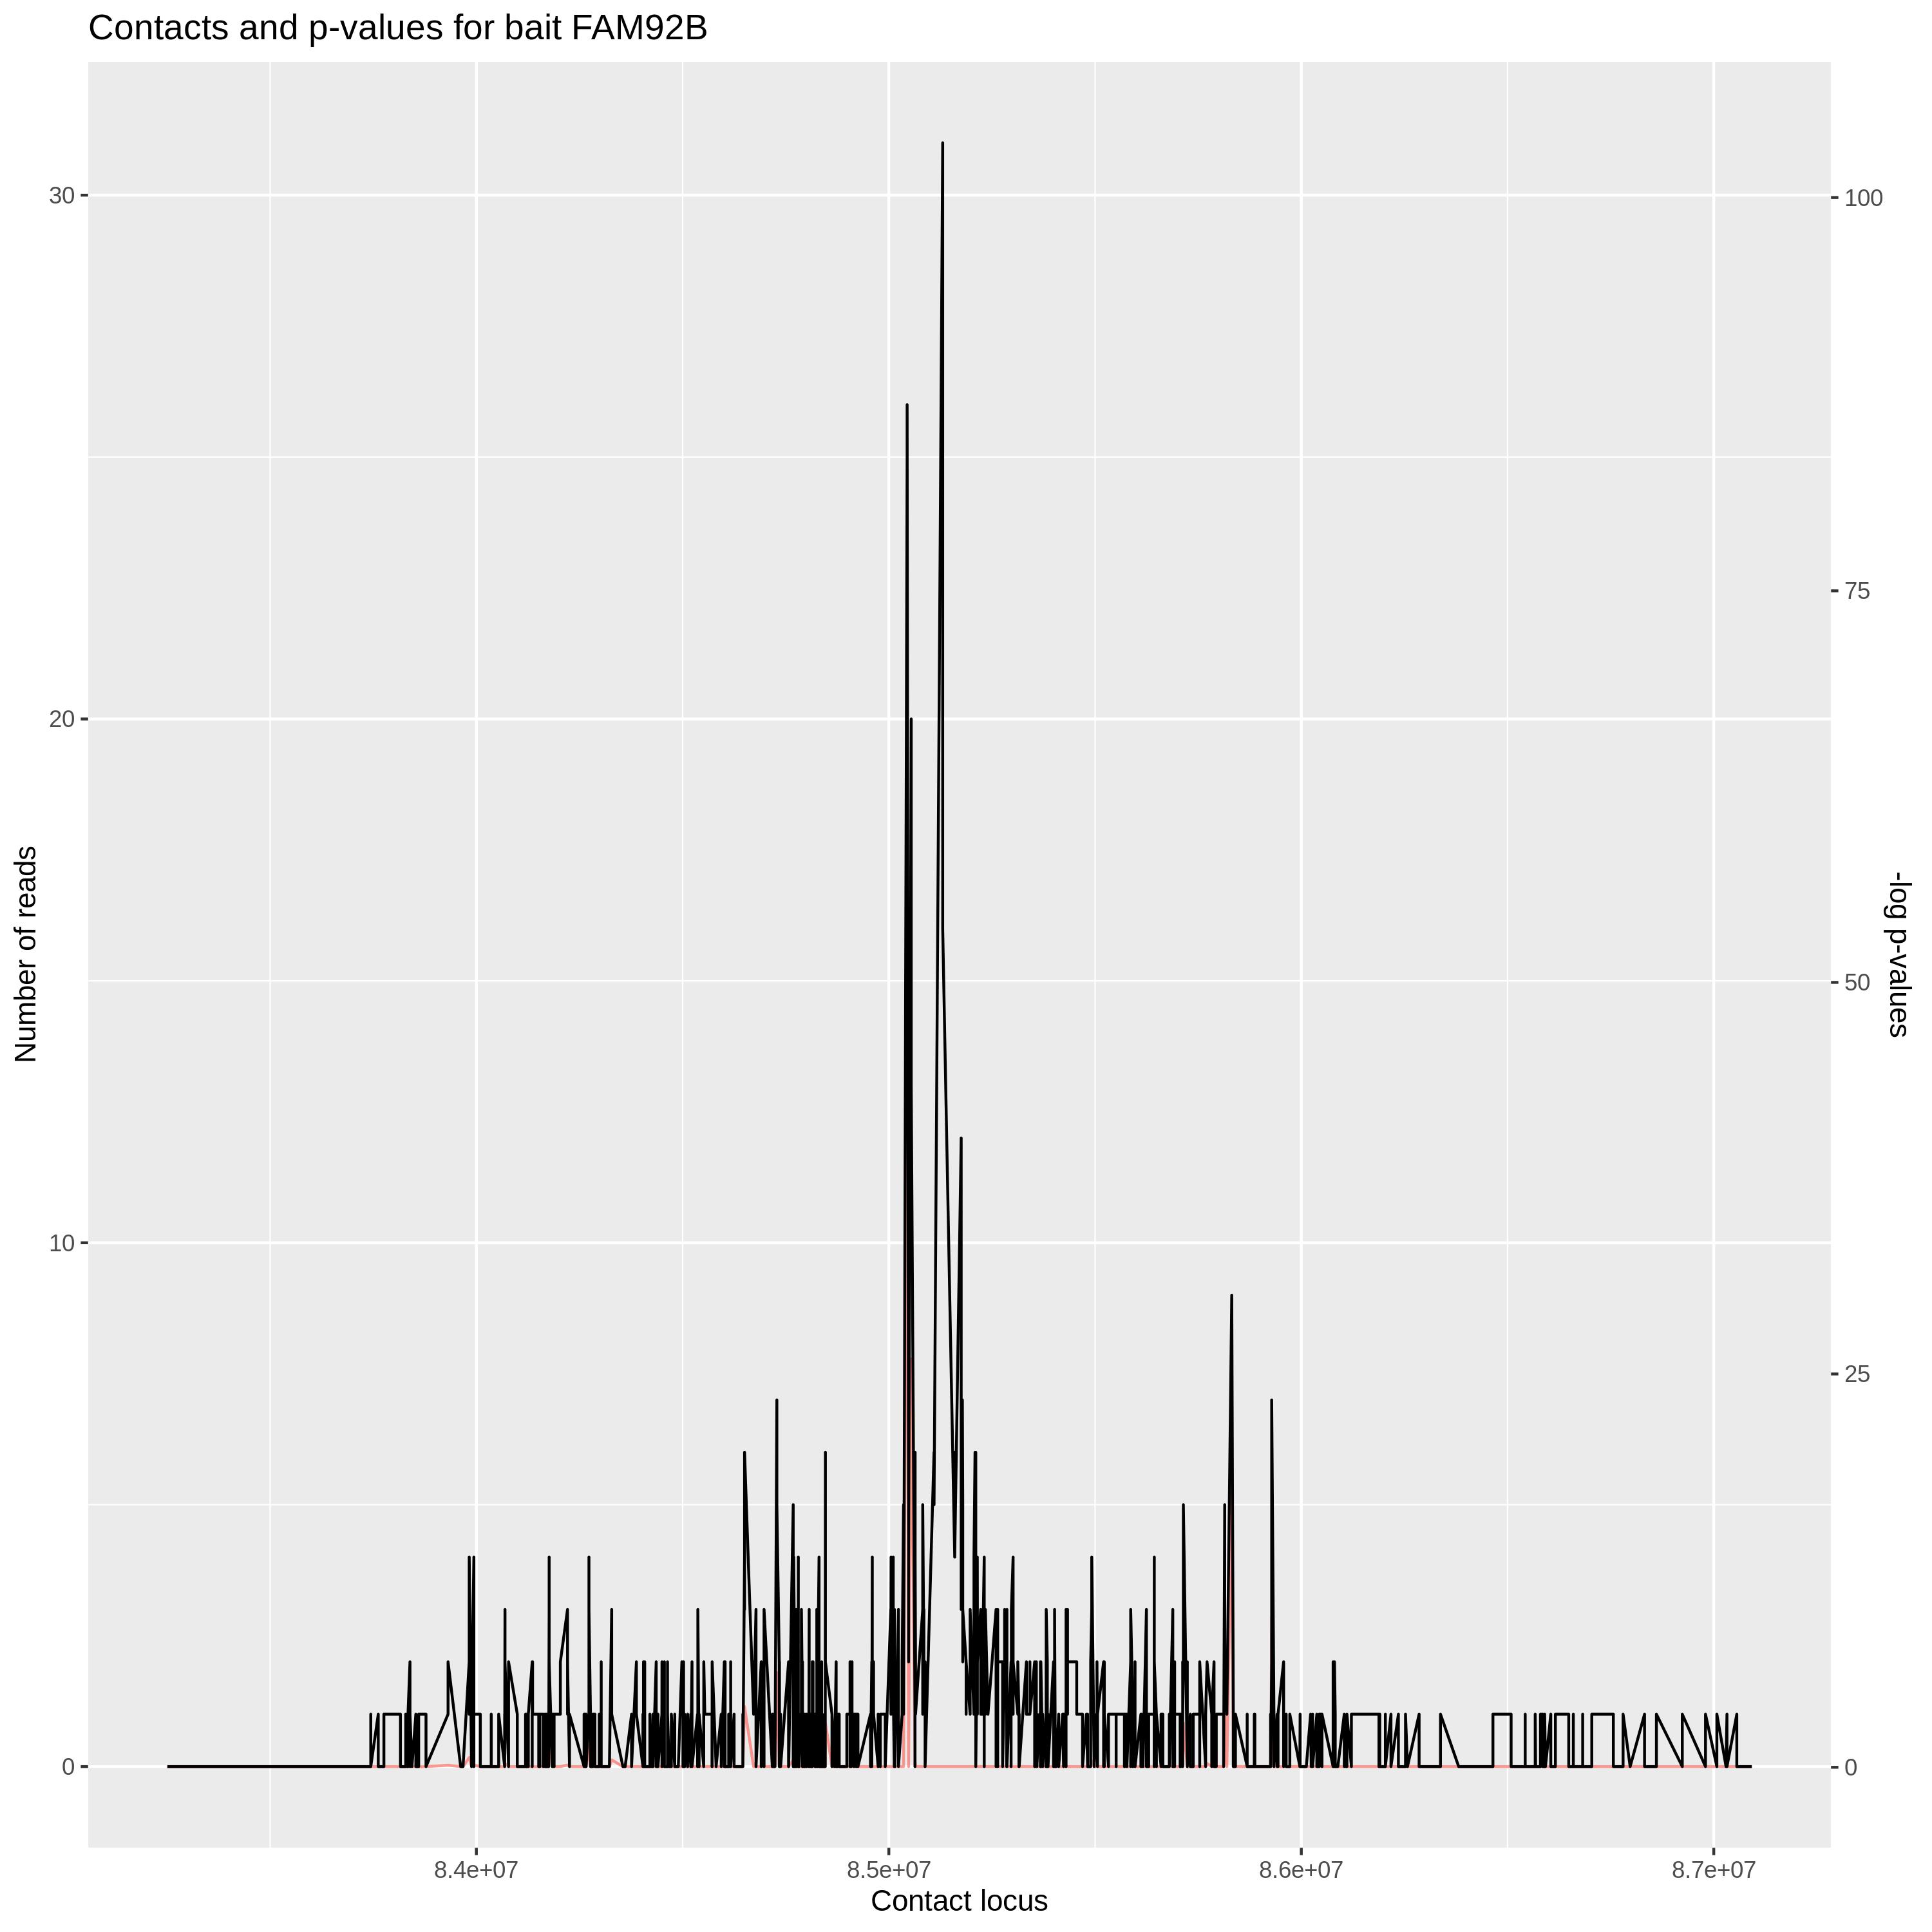 Contacts and p-values for bait FAM92B
30
20
10
0
Number of reads
100
75
50
25
0
-log p-values
8.4e+07
8.5e+07
8.6e+07
8.7e+07
Contact locus